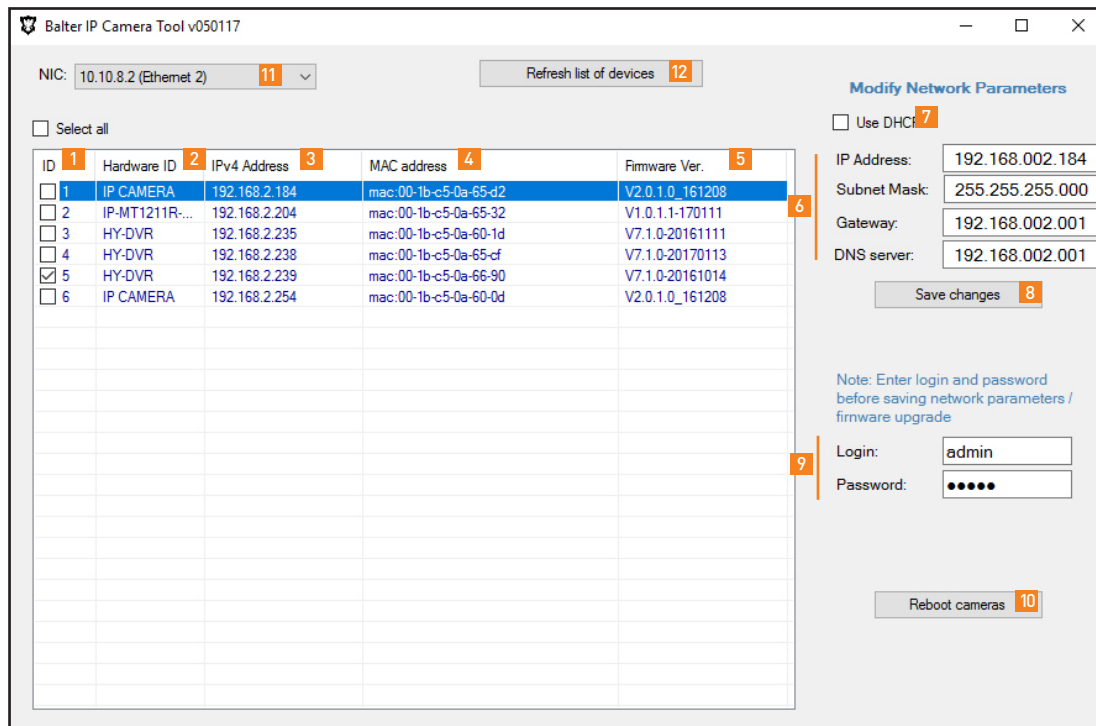 Balter IP Camera Tool v050117
NIC: 10.10.8.2 (Ethernet 2) 11
Refresh list of devices 12
Select all
ID 1 Hardware ID 2 IPv4 Address 3 MAC address 4 Firmware Ver. 5
1 IP CAMERA 192.168.2.184 mac:00-1b-c5-0a-65-d2 V2.0.1.0_161208
2 IP-MT1211R-... 192.168.2.204 mac:00-1b-c5-0a-65-32 V1.0.1.1-170111
3 HY-DVR 192.168.2.235 mac:00-1b-c5-0a-60-1d V7.1.0-20161111
4 HY-DVR 192.168.2.238 mac:00-1b-c5-0a-65-cf V7.1.0-20170113
5 HY-DVR 192.168.2.239 mac:00-1b-c5-0a-66-90 V7.1.0-20161014
6 IP CAMERA 192.168.2.254 mac:00-1b-c5-0a-60-0d V2.0.1.0_161208
Modify Network Parameters
Use DHCP 7
6
IP Address: 192.168.002.184
Subnet Mask: 255.255.255.000
Gateway: 192.168.002.001
DNS server: 192.168.002.001
Save changes 8
Note: Enter login and password
before saving network parameters /
firmware upgrade
9
Login: admin
Password: •••••
Reboot cameras 10